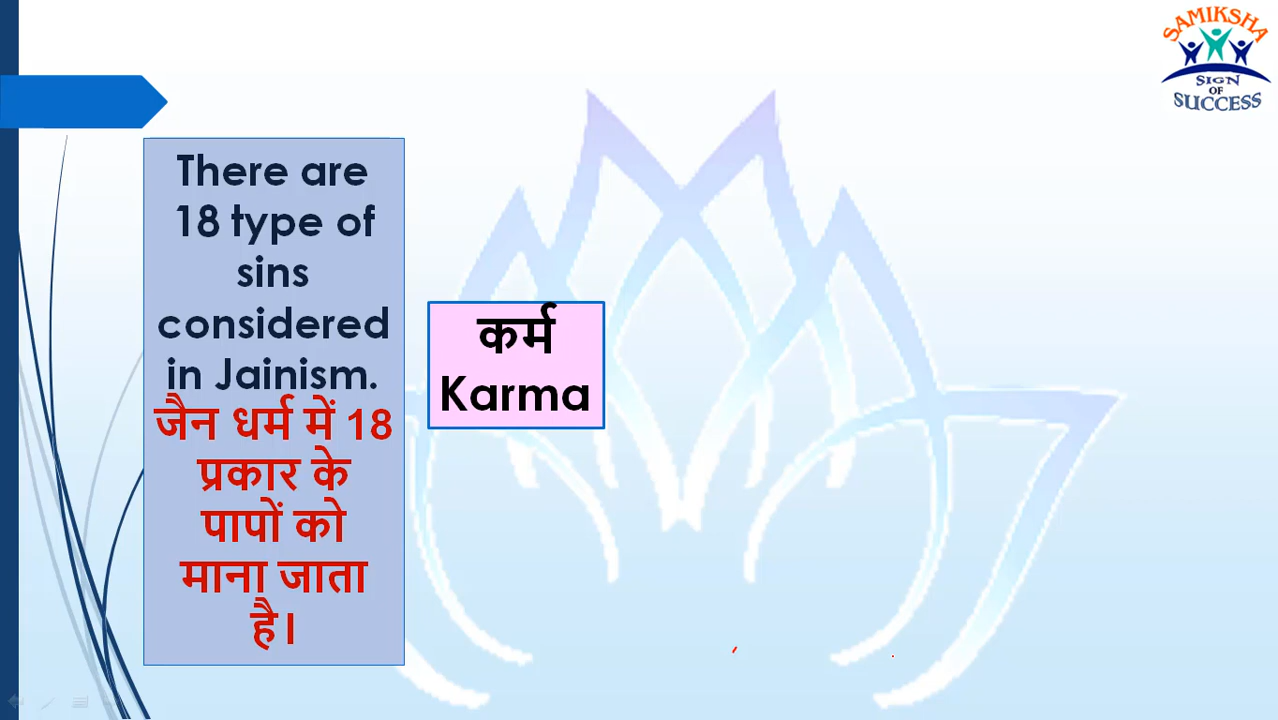 SAMIKSHA
SIGN
OF
SUCCESS
There are
18 type of
sins
considered
in Jainism.
जैन धर्म में 18
प्रकार के
पापों को
माना जाता
है।
कर्म
Karma